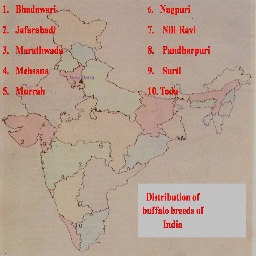 1. Bhadawari
2. Jafarabadi
3. Marathwada
4. Mehsana
5. Murrah
6. Nagpuri
7. Nili-Ravi
8. Pandharpuri
9. Surti
10. Toda
Distribution of
buffalo breeds of
India